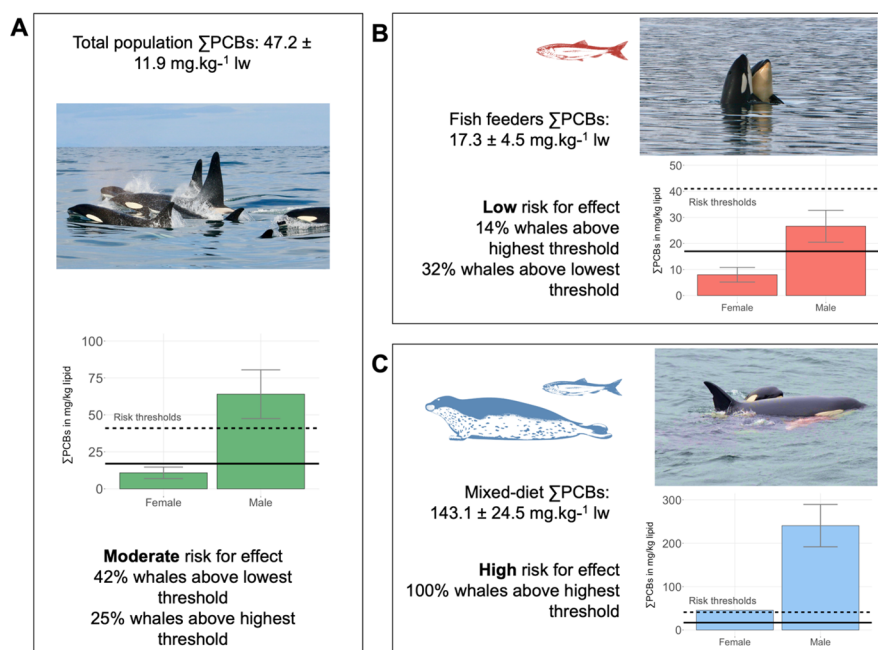 A
Total population ∑PCBs: 47.2 ±
11.9 mg.kg-¹ lw
100
75
50
25
0
∑PCBs in mg/kg lipid
Risk thresholds
Female
Male
Moderate risk for effect
42% whales above lowest
threshold
25% whales above highest
threshold
B
Fish feeders ∑PCBs:
17.3 ± 4.5 mg.kg-¹ lw
Low risk for effect
14% whales above
highest threshold
32% whales above lowest
threshold
50
40
30
20
10
0
∑PCBs in mg/kg lipid
Risk thresholds
Female
Male
C
Mixed-diet ∑PCBs:
143.1 ± 24.5 mg.kg-¹ lw
High risk for effect
100% whales above highest
threshold
300
200
100
0
∑PCBs in mg/kg lipid
Risk thresholds
Female
Male